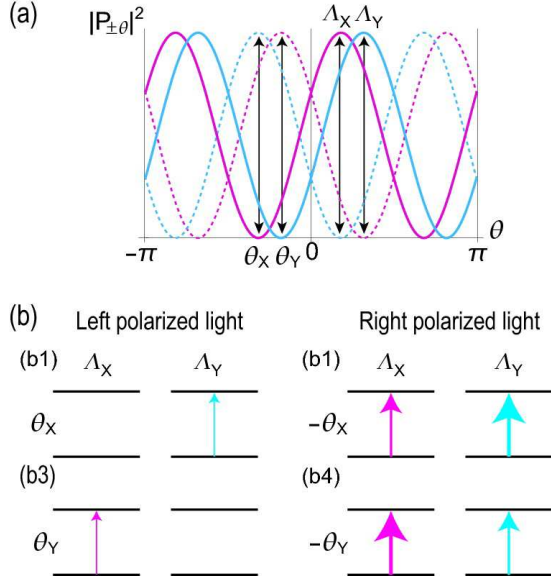 (a)
|P±θ|²
ΛX ΛY
θ
−π θX θY 0 π
(b)
Left polarized light Right polarized light
(b1) ΛX ΛY (b1) ΛX ΛY
θX −θX
(b3) (b4)
θY −θY